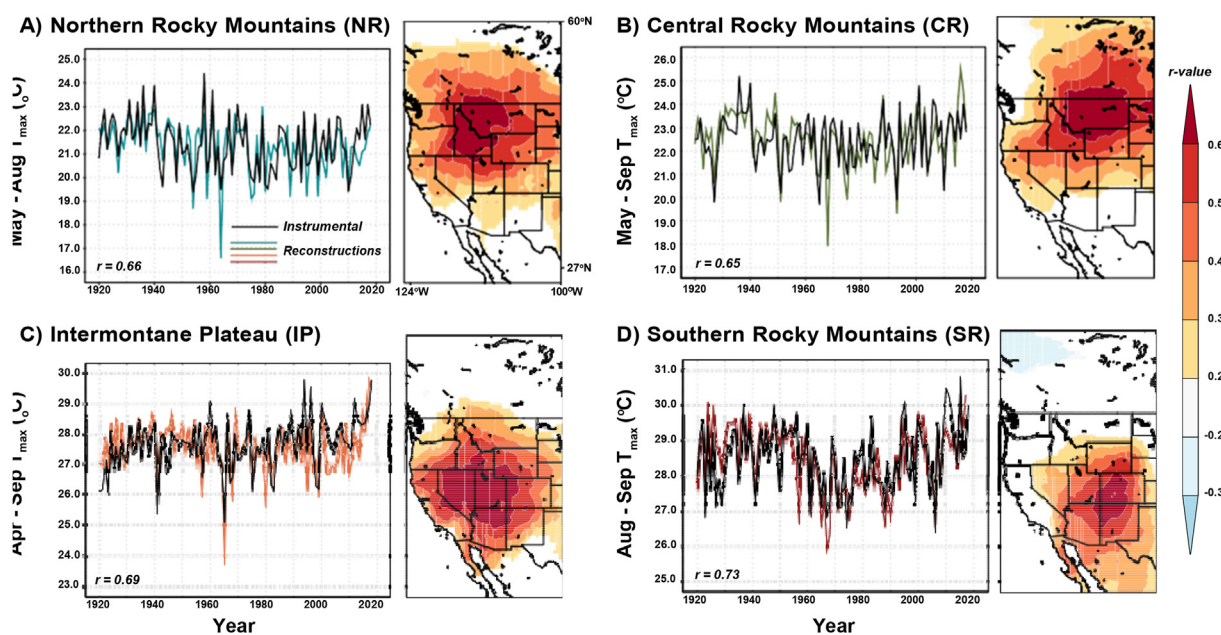 A) Northern Rocky Mountains (NR)
60°N
25.0
24.0
23.0
22.0
21.0
20.0
19.0
18.0
17.0
16.0
May - Aug Tmax (°C)
Instrumental
Reconstructions
r = 0.66
1920 1940 1960 1980 2000 2020
27°N
124°W 100°W
B) Central Rocky Mountains (CR)
26.0
25.0
24.0
23.0
22.0
21.0
20.0
19.0
18.0
17.0
May - Sep Tmax (°C)
r = 0.65
1920 1940 1960 1980 2000 2020
r-value
0.6
0.5
0.4
0.3
0.2
-0.2
-0.3
C) Intermontane Plateau (IP)
30.0
29.0
28.0
27.0
26.0
25.0
24.0
23.0
Apr - Sep Tmax (°C)
r = 0.69
1920 1940 1960 1980 2000 2020
Year
D) Southern Rocky Mountains (SR)
31.0
30.0
29.0
28.0
27.0
26.0
25.0
Aug - Sep Tmax (°C)
r = 0.73
1920 1940 1960 1980 2000 2020
Year